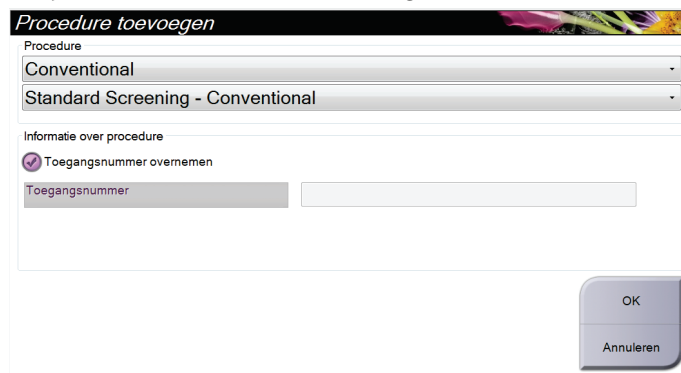 Procedure toevoegen
Procedure
Conventional
Standard Screening - Conventional
Informatie over procedure
Toegangsnummer overnemen
Toegangsnummer
OK
Annuleren